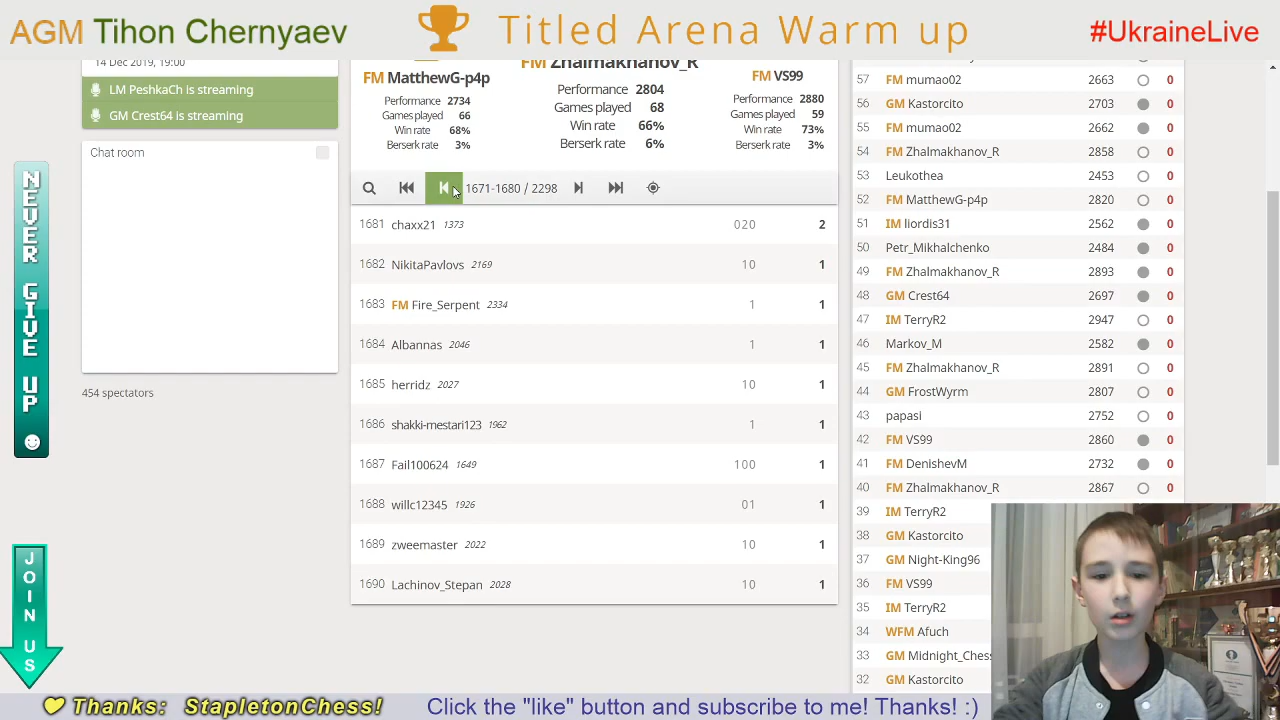 AGM Tihon Chernyaev
Titled Arena Warm up
#UkraineLive
14 Dec 2019, 19:00
LM PeshkaCh is streaming
GM Crest64 is streaming
Chat room
454 spectators
NEVER GIVE UP
JOIN US
FM MatthewG-p4p
Performance 2734
Games played 66
Win rate 68%
Berserk rate 3%
FM Zhalmakhanov_R
Performance 2804
Games played 68
Win rate 66%
Berserk rate 6%
FM VS99
Performance 2880
Games played 59
Win rate 73%
Berserk rate 3%
1671-1680 / 2298
1681 chaxx21 1373 020 2
1682 NikitaPavlovs 2169 10 1
1683 FM Fire_Serpent 2334 1 1
1684 Albannas 2046 1 1
1685 herridz 2027 10 1
1686 shakki-mestari123 1962 1 1
1687 Fail100624 1649 100 1
1688 willc12345 1926 01 1
1689 zweemaster 2022 10 1
1690 Lachinov_Stepan 2028 10 1
57 FM mumao02 2663 0
56 GM Kastorcito 2703 0
55 FM mumao02 2662 0
54 FM Zhalmakhanov_R 2858 0
53 Leukothea 2453 0
52 FM MatthewG-p4p 2820 0
51 IM liordis31 2562 0
50 Petr_Mikhalchenko 2484 0
49 FM Zhalmakhanov_R 2893 0
48 GM Crest64 2697 0
47 IM TerryR2 2947 0
46 Markov_M 2582 0
45 FM Zhalmakhanov_R 2891 0
44 GM FrostWyrm 2807 0
43 papasi 2752 0
42 FM VS99 2860 0
41 FM DenishevM 2732 0
40 FM Zhalmakhanov_R 2867 0
39 IM TerryR2
38 GM Kastorcito
37 GM Night-King96
36 FM VS99
35 IM TerryR2
34 WFM Afuch
33 GM Midnight_Chess
32 GM Kastorcito
Thanks: StapletonChess!
Click the "like" button and subscribe to me! Thanks! :)